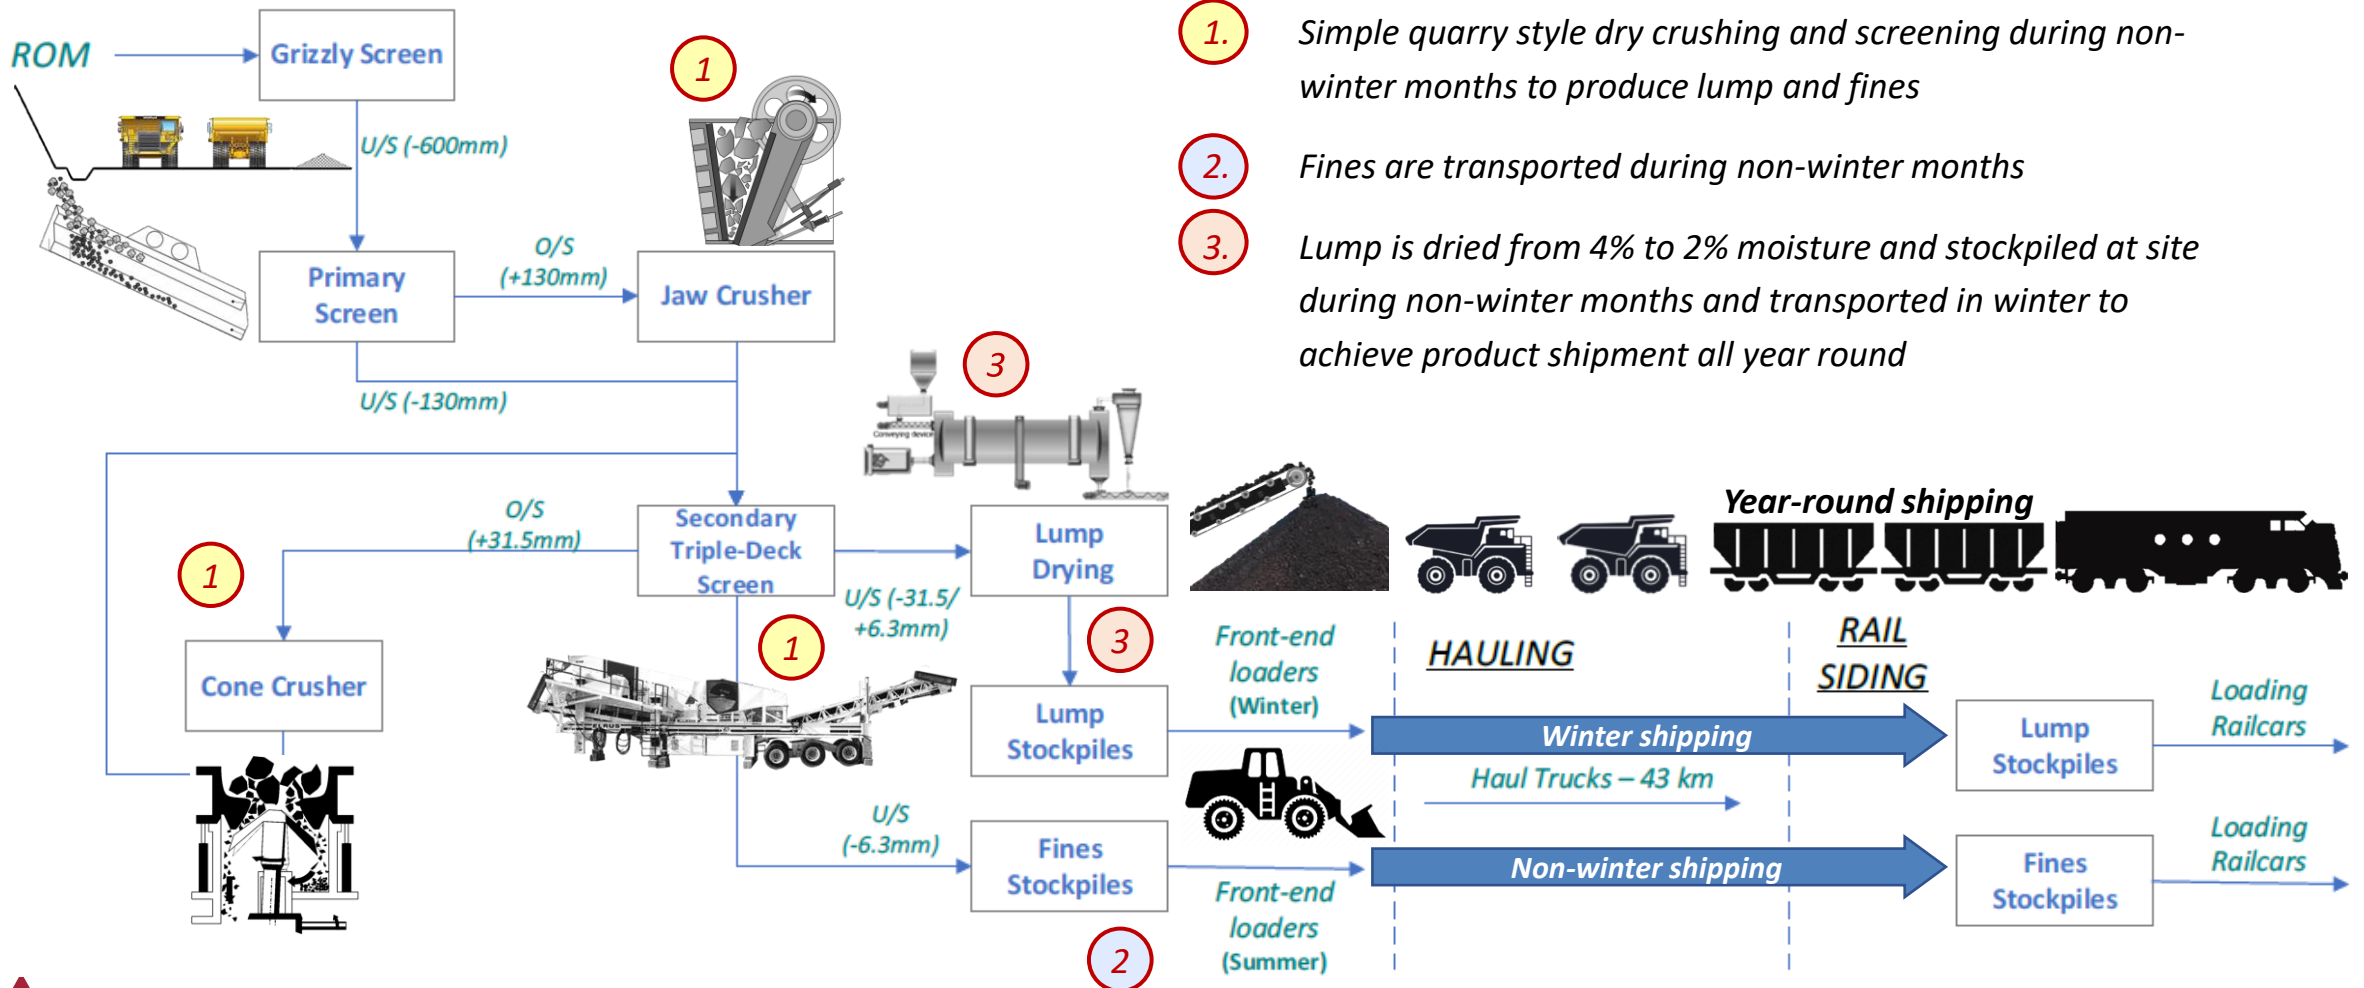 ROM
Grizzly Screen
U/S (-600mm)
1
Primary
Screen
O/S
(+130mm)
Jaw Crusher
U/S (-130mm)
1.
Simple quarry style dry crushing and screening during non-
winter months to produce lump and fines
2.
Fines are transported during non-winter months
3.
Lump is dried from 4% to 2% moisture and stockpiled at site
during non-winter months and transported in winter to
achieve product shipment all year round
3
Conveying device
O/S
(+31.5mm)
Secondary
Triple-Deck
Screen
Lump
Drying
U/S (-31.5/
+6.3mm)
1
Cone Crusher
1
3
Lump
Stockpiles
U/S
(-6.3mm)
Fines
Stockpiles
2
Year-round shipping
Front-end
loaders
(Winter)
HAULING
RAIL
SIDING
Winter shipping
Haul Trucks – 43 km
Lump
Stockpiles
Loading
Railcars
Non-winter shipping
Front-end
loaders
(Summer)
Fines
Stockpiles
Loading
Railcars